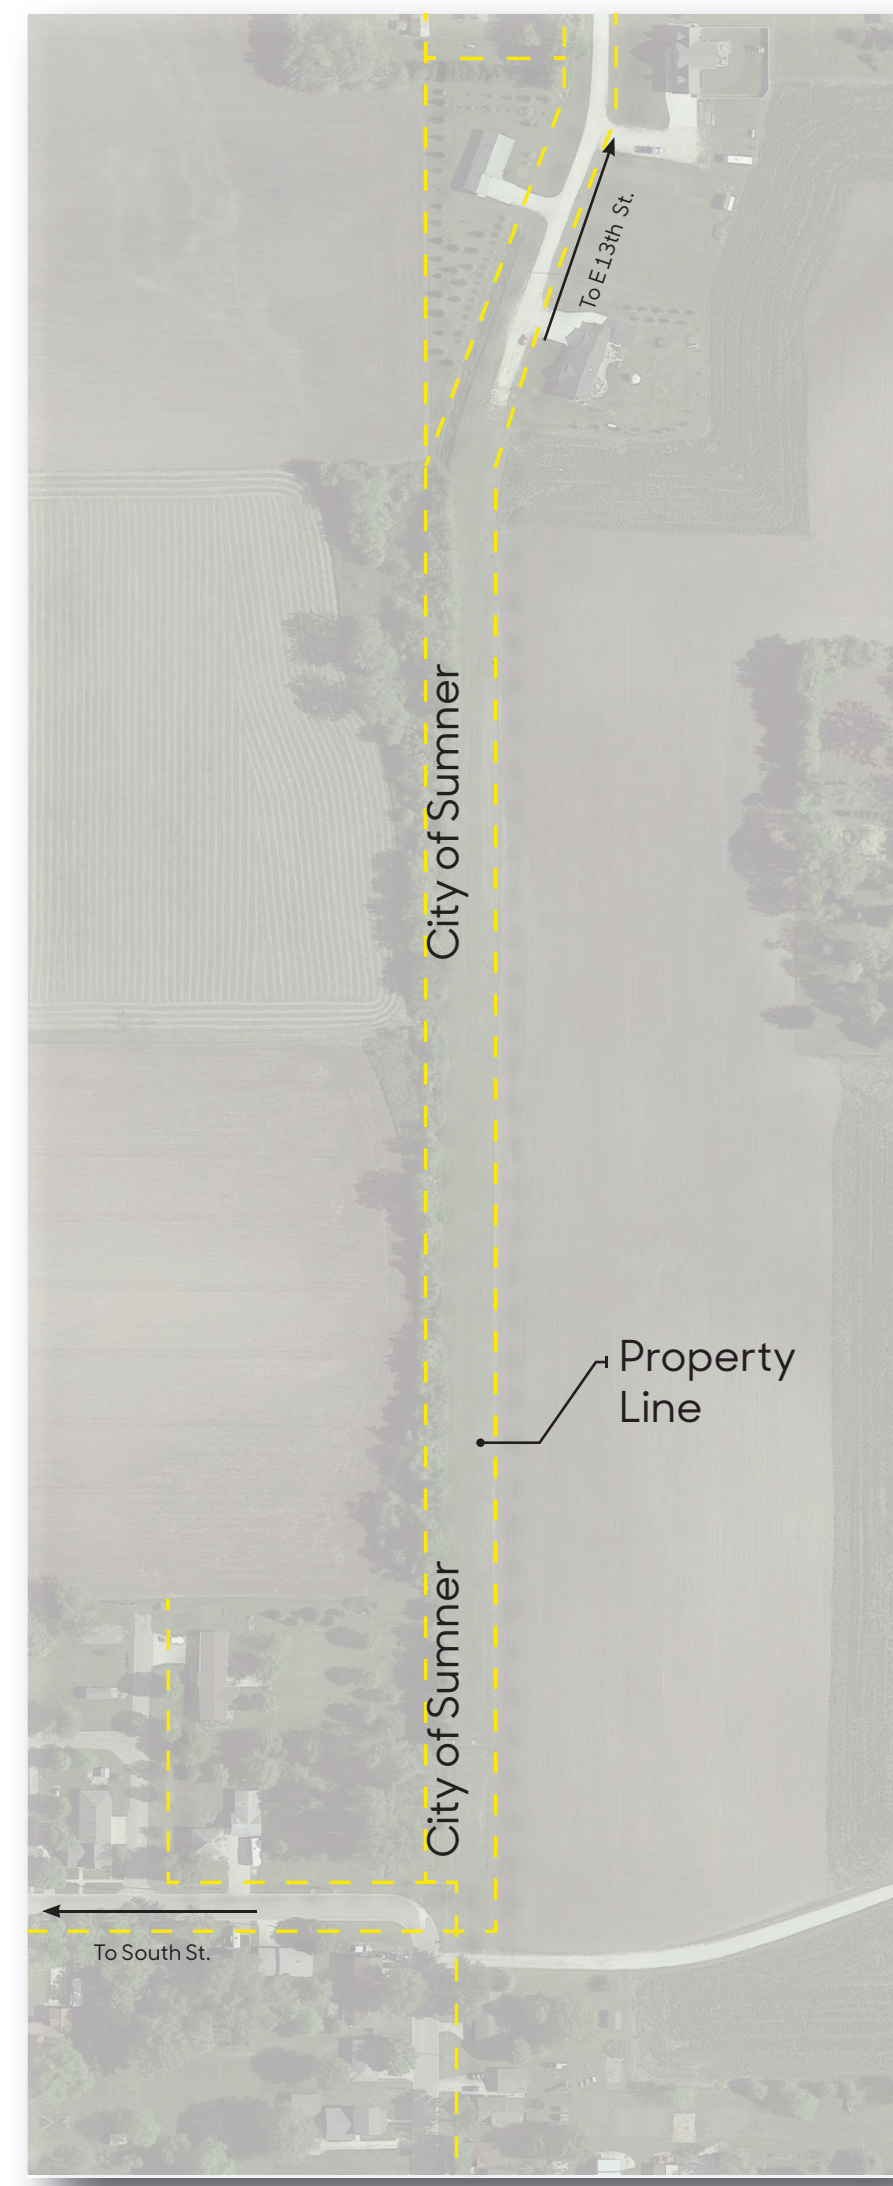 To E 13th St.
City of Sumner
Property
Line
City of Sumner
To South St.